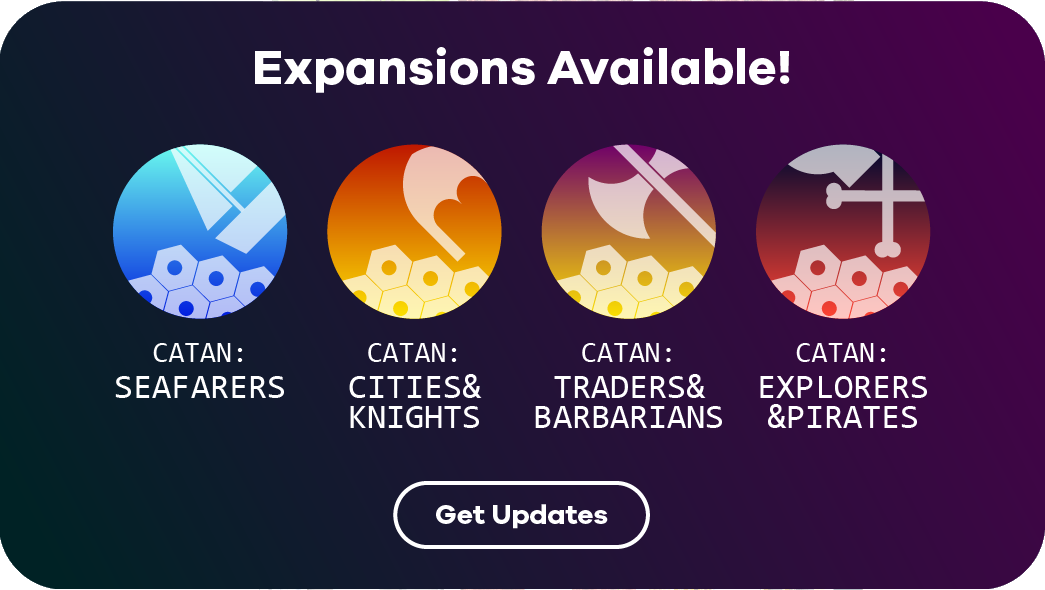 Expansions Available!
CATAN:
SEAFARERS
CATAN:
CITIES&
KNIGHTS
CATAN:
TRADERS&
BARBARIANS
CATAN:
EXPLORERS
&PIRATES
Get Updates